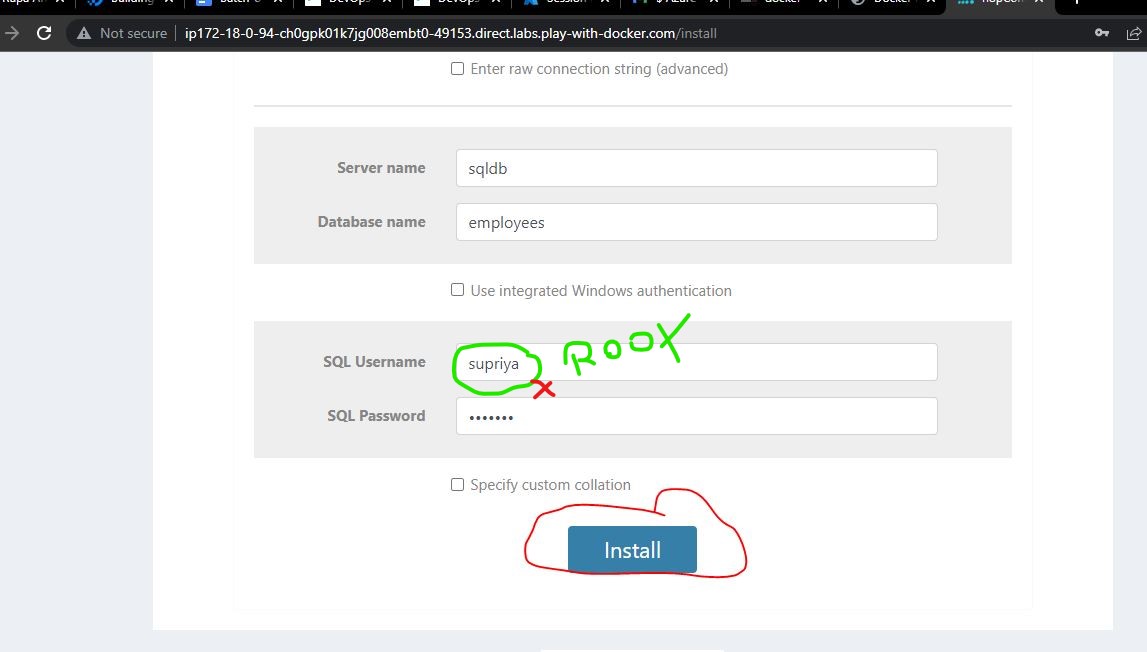 Not secure ip172-18-0-94-ch0gpk01k7jg008embt0-49153.direct.labs.play-with-docker.com/install
Enter raw connection string (advanced)
Server name sqldb
Database name employees
Use integrated Windows authentication
SQL Username supriya ROOT
SQL Password •••••••
Specify custom collation
Install